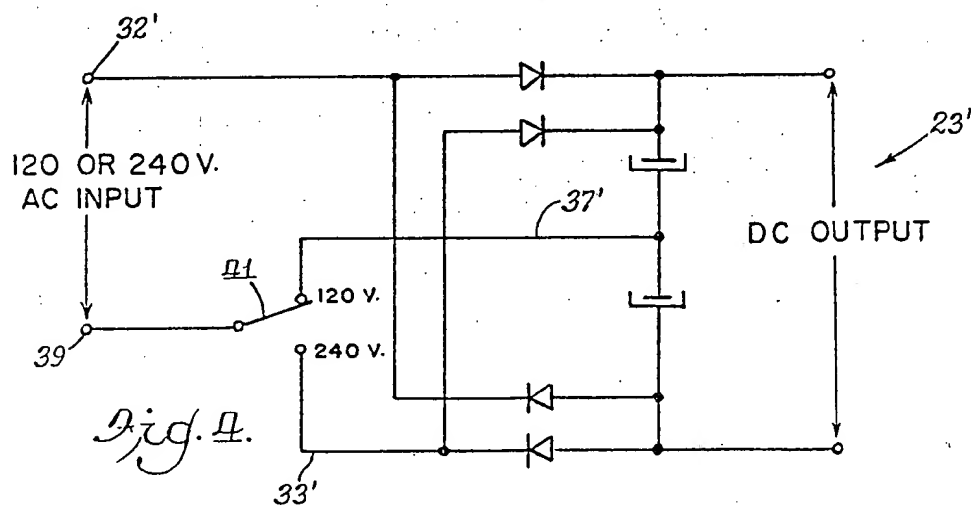 32'
23'
120 OR 240 V.
AC INPUT
37'
DC OUTPUT
41
120 V.
39
240 V.
Fig. 4.
33'